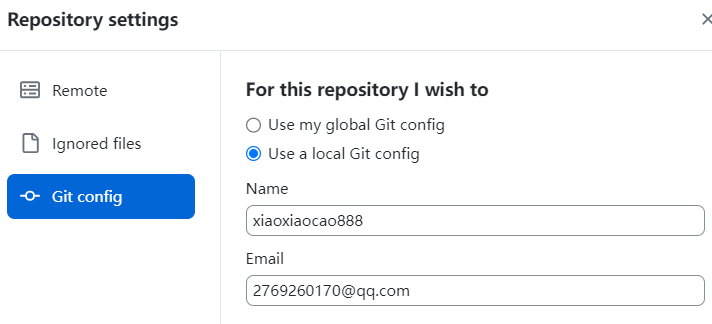 Repository settings
Remote
Ignored files
Git config
For this repository I wish to
Use my global Git config
Use a local Git config
Name
xiaoxiaocao888
Email
2769260170@qq.com